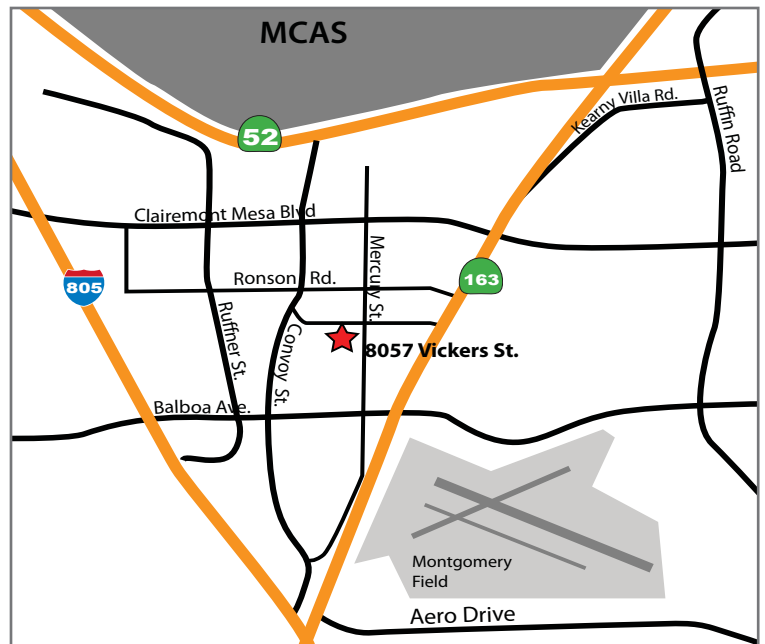 MCAS
52
Kearny Villa Rd.
Ruffin Road
Clairemont Mesa Blvd
805
Ronson Rd.
Mercury St.
163
Ruffner St.
Convoy St.
8057 Vickers St.
Balboa Ave.
Montgomery
Field
Aero Drive